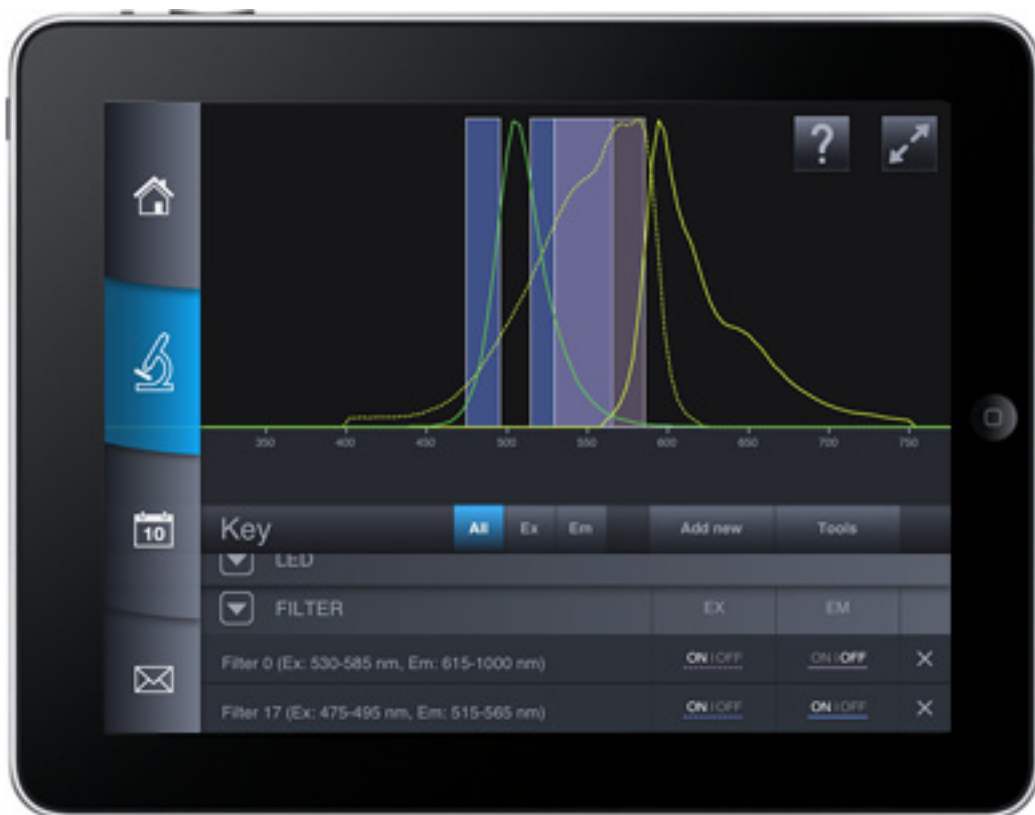 ?
350 400 450 500 550 600 650 700 750
10
Key All Ex Em Add new Tools
LED
FILTER EX EM
Filter 0 (Ex: 530-585 nm, Em: 615-1000 nm) ON|OFF ON|OFF X
Filter 17 (Ex: 475-495 nm, Em: 515-565 nm) ON|OFF ON|OFF X